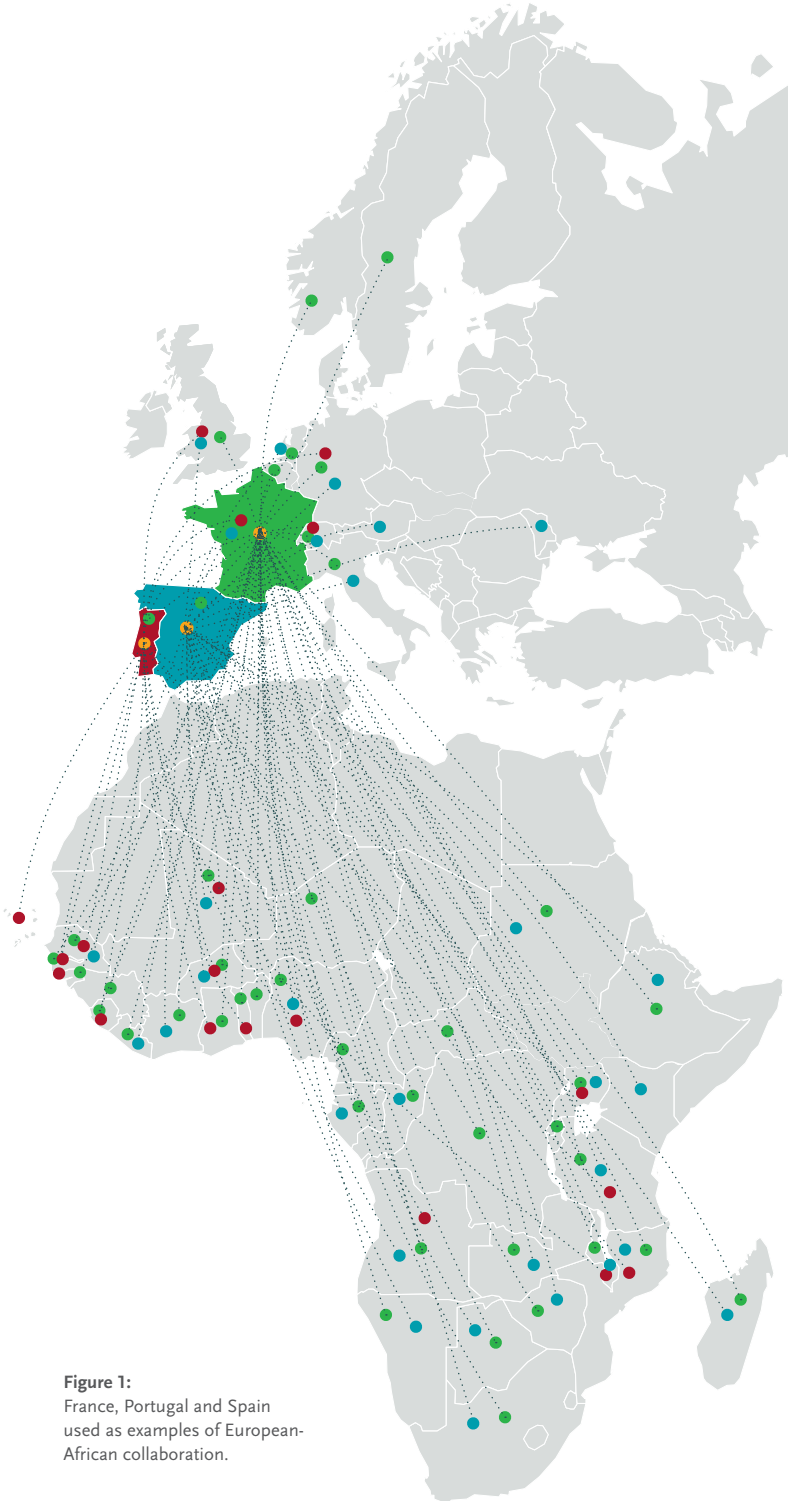 Figure 1:
France, Portugal and Spain
used as examples of European-
African collaboration.